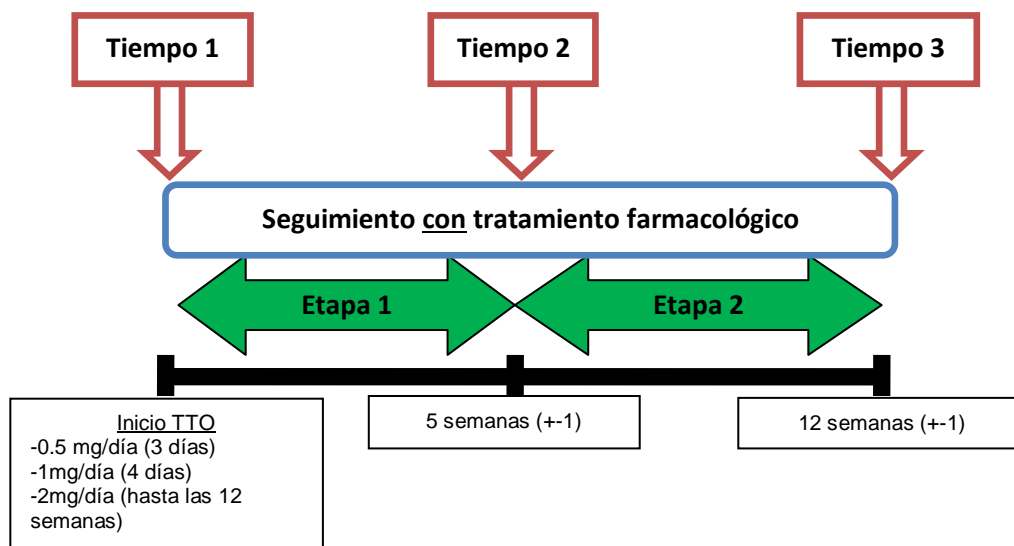 Tiempo 1
Tiempo 2
Tiempo 3
Seguimiento con tratamiento farmacológico
Etapa 1
Etapa 2
Inicio TTO
-0.5 mg/día (3 días)
-1mg/día (4 días)
-2mg/día (hasta las 12
semanas)
5 semanas (+-1)
12 semanas (+-1)